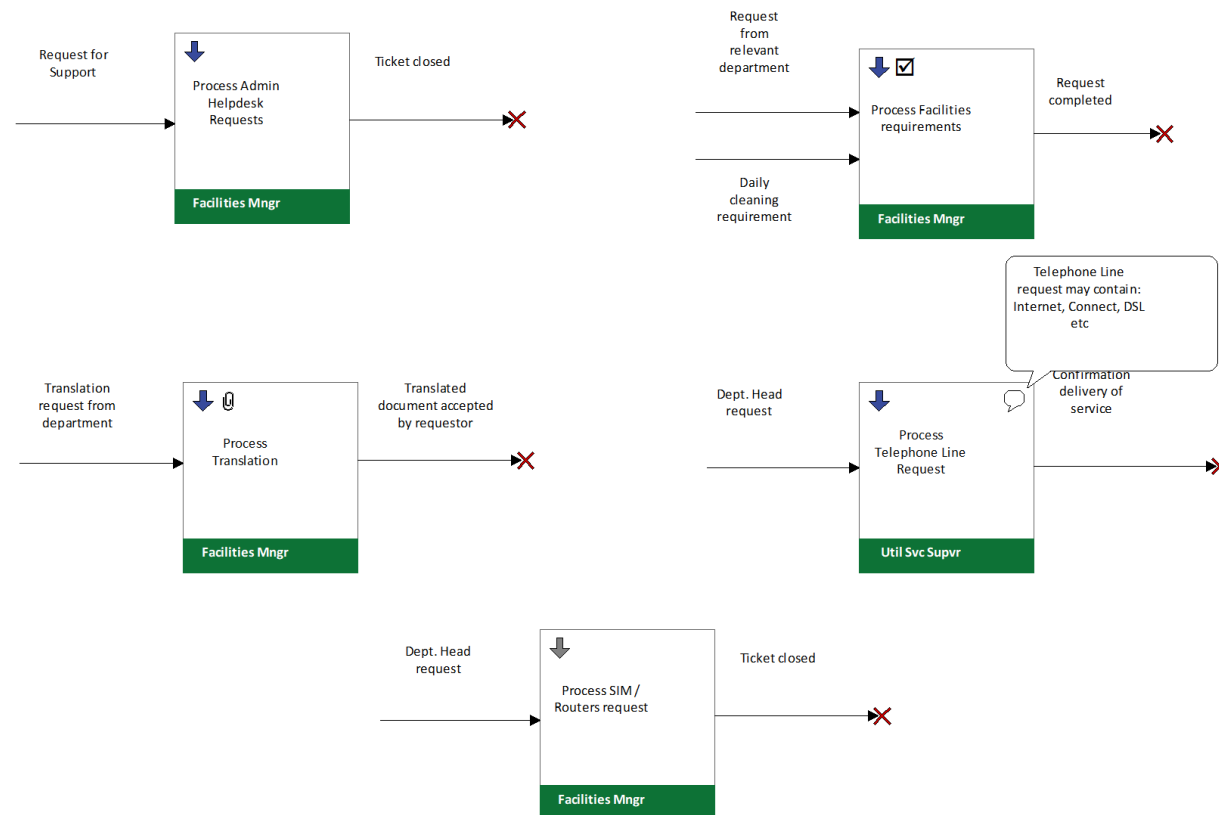 Request for
Support
Process Admin
Helpdesk
Requests
Ticket closed
Facilities Mngr
Request
from
relevant
department
Process Facilities
requirements
Request
completed
Daily
cleaning
requirement
Facilities Mngr
Telephone Line
request may contain:
Internet, Connect, DSL
etc
Translation
request from
department
Process
Translation
Translated
document accepted
by requestor
Facilities Mngr
Dept. Head
request
Process
Telephone Line
Request
Confirmation
delivery of
service
Util Svc Supvr
Dept. Head
request
Process SIM /
Routers request
Ticket closed
Facilities Mngr